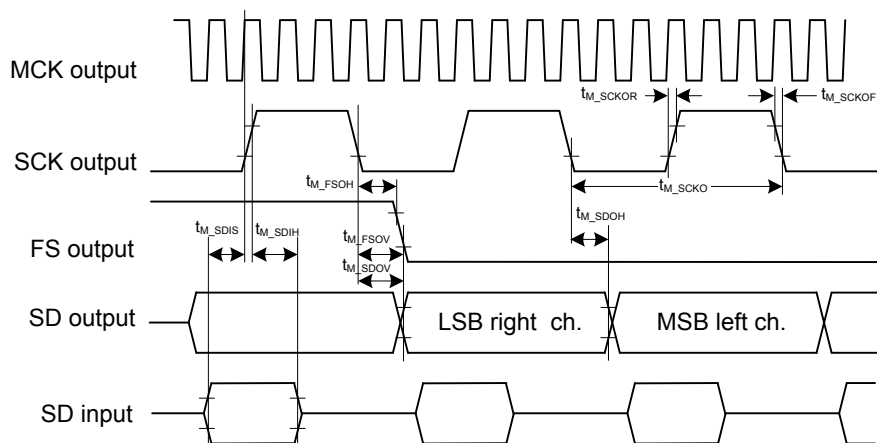 MCK output
t_M_SCKOR
t_M_SCKOF
SCK output
t_M_FSOH
t_M_SCKO
t_M_SDOH
t_M_SDIS
t_M_SDIH
t_M_FSOV
FS output
t_M_SDOV
SD output
LSB right ch.
MSB left ch.
SD input